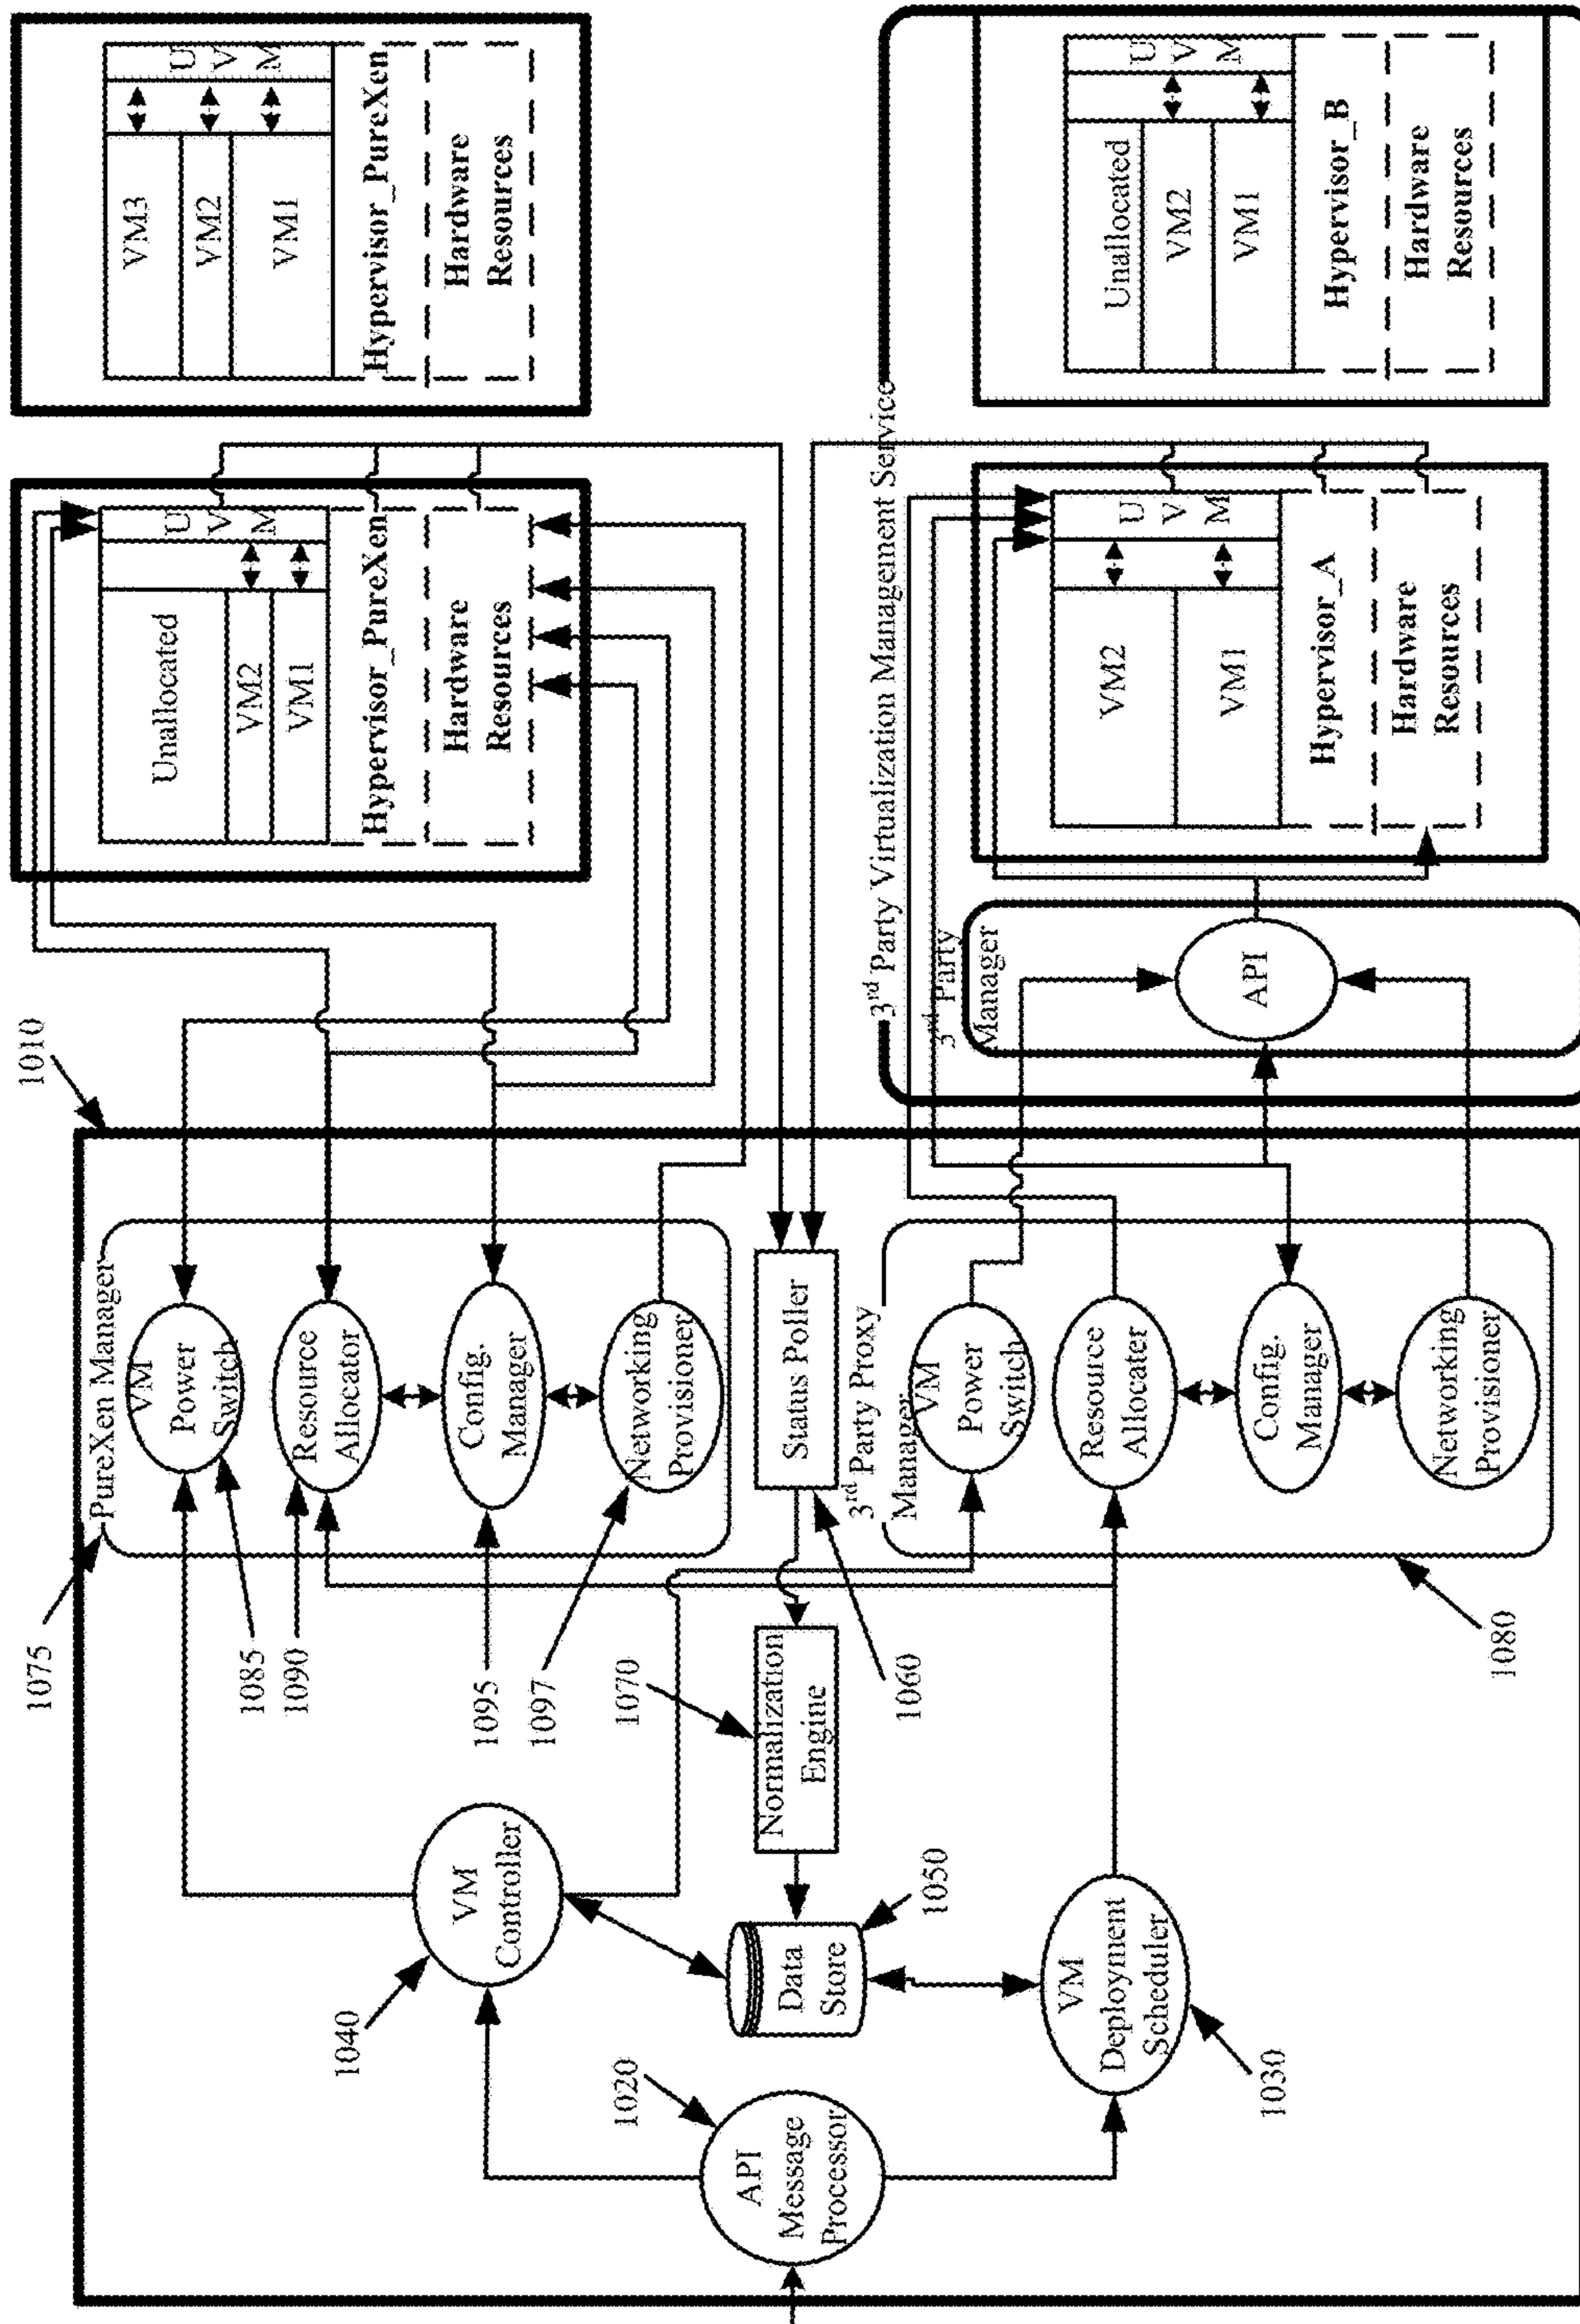 1010
1075
PureXen Manager
VM
Power
Switch
1085
Resource
Allocator
1090
Config.
Manager
1095
Networking
Provisioner
1097
VM
Controller
1040
API
Message
Processor
1020
Data
Store
1050
Normalization
Engine
1070
Status Poller
1060
VM
Deployment
Scheduler
1030
3rd Party Proxy
Manager
VM
Power
Switch
Resource
Allocater
Config.
Manager
Networking
Provisioner
1080
Unallocated
VM2
VM1
U
V
M
Hypervisor_PureXen
Hardware
Resources
VM3
VM2
VM1
U
V
M
Hypervisor_PureXen
Hardware
Resources
3rd Party Virtualization Management Service
3rd Party
Manager
API
VM2
VM1
U
V
M
Hypervisor_A
Hardware
Resources
Unallocated
VM2
VM1
U
V
M
Hypervisor_B
Hardware
Resources